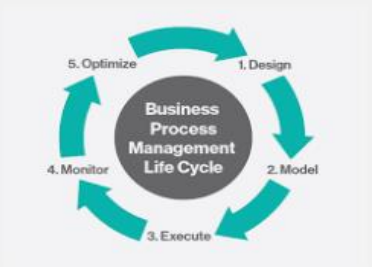 Business
Process
Management
Life Cycle
1. Design
2. Model
3. Execute
4. Monitor
5. Optimize